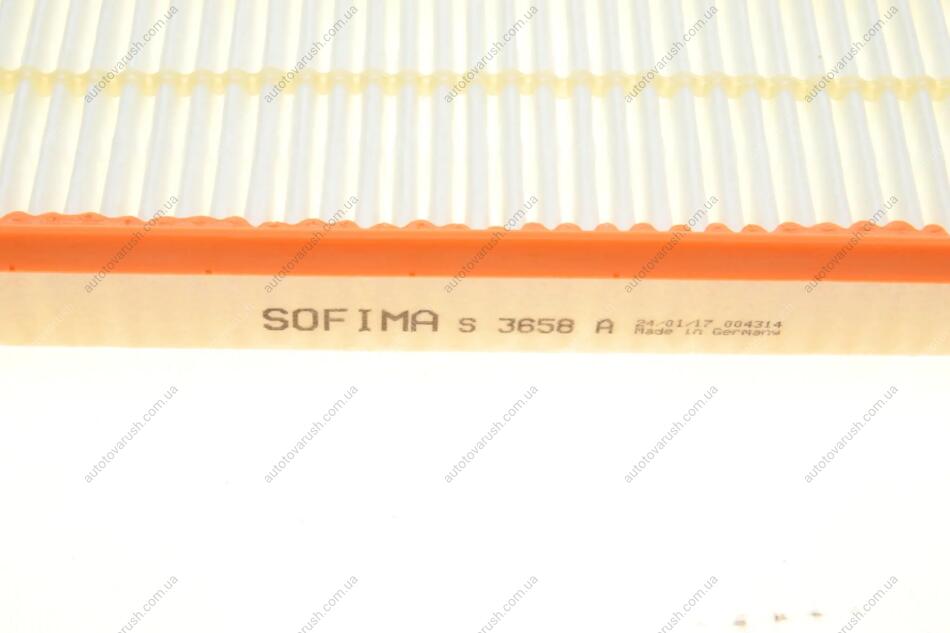 SOFIMA S 3658 A 24/01/17 004314
Made in Germany
autotovarush.com.ua